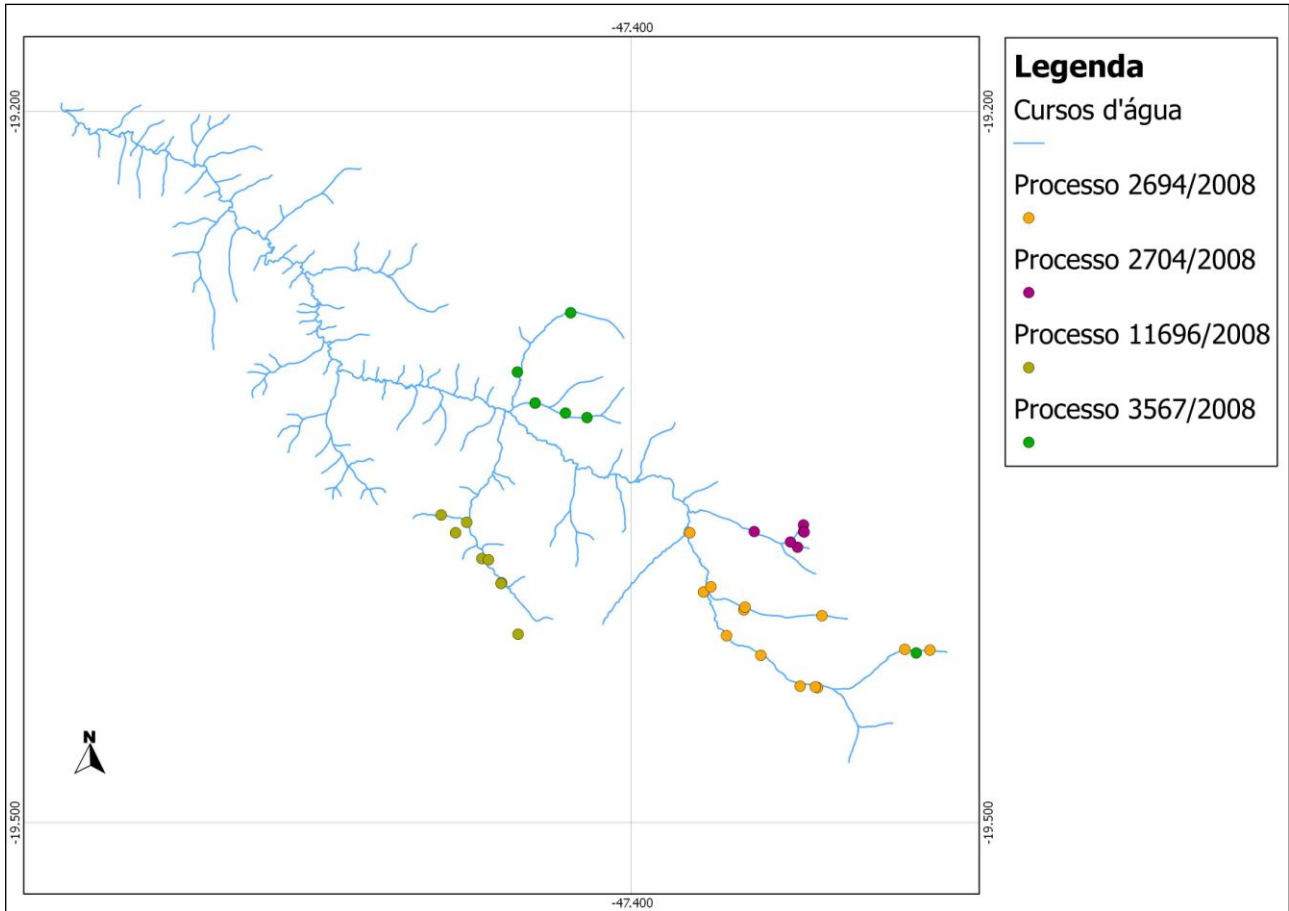 -47.400
-19.200
-19.200
Legenda
Cursos d'água
Processo 2694/2008
Processo 2704/2008
Processo 11696/2008
Processo 3567/2008
N
-19.500
-19.500
-47.400